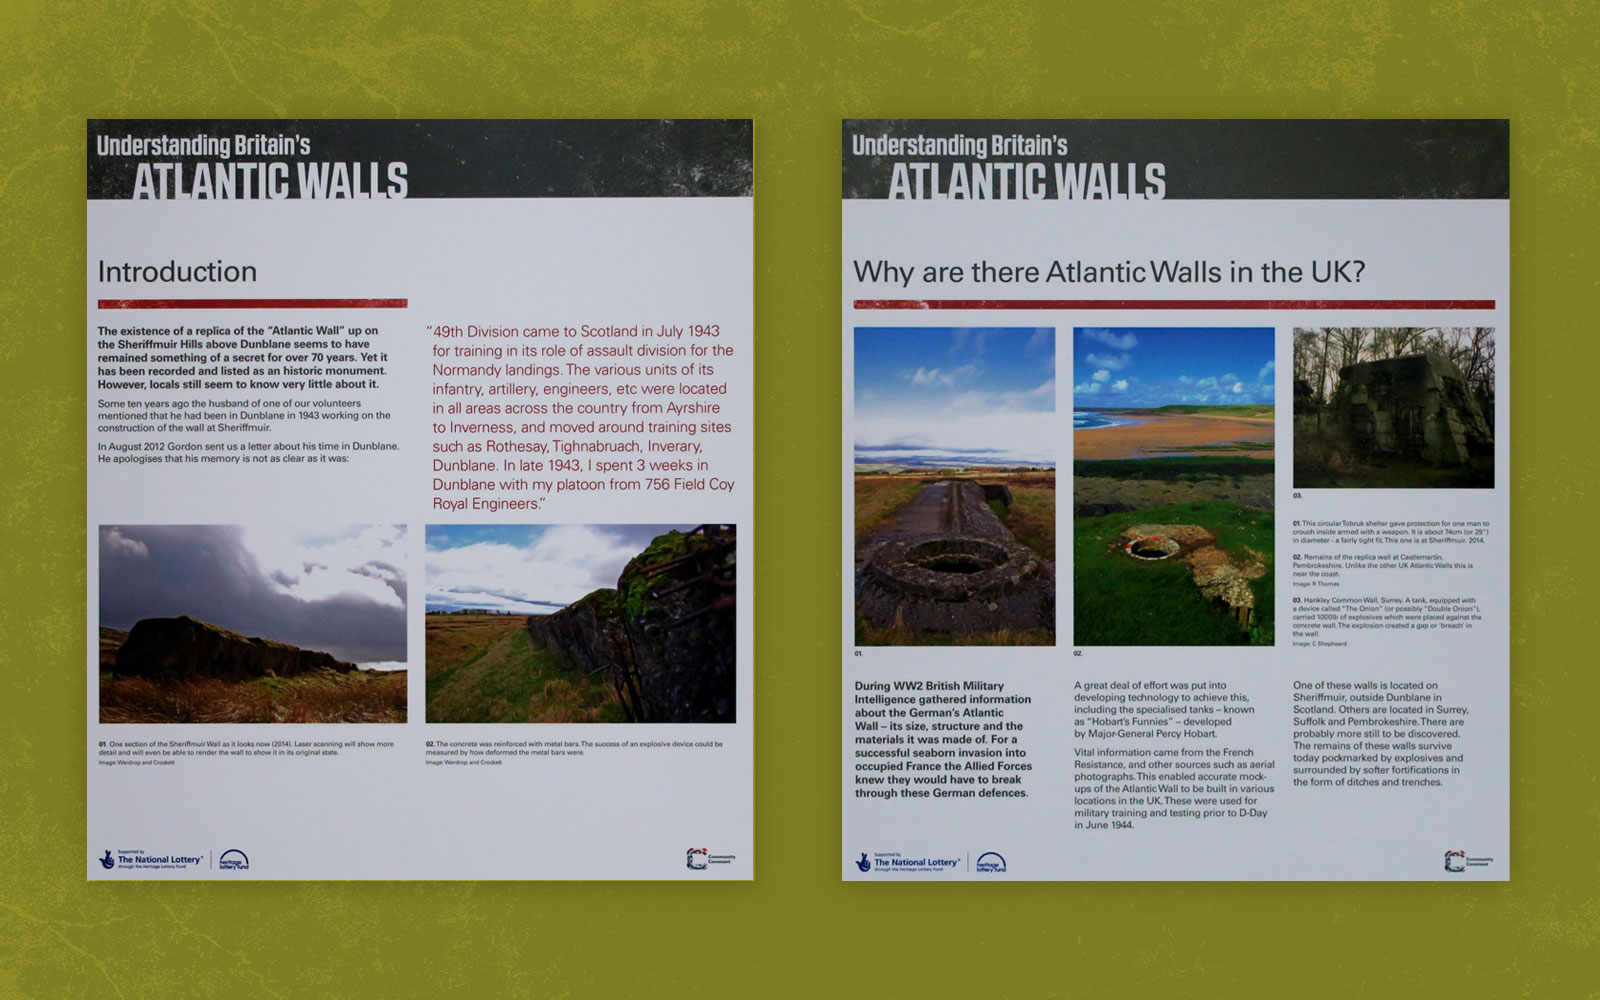 Understanding Britain's
ATLANTIC WALLS
Introduction
The existence of a replica of the “Atlantic Wall” up on
the Sheriffmuir Hills above Dunblane seems to have
remained something of a secret for over 70 years. Yet it
has been recorded and listed as an historic monument.
However, locals still seem to know very little about it.
Some ten years ago the husband of one of our volunteers
mentioned that he had been in Dunblane in 1943 working on the
construction of the wall at Sheriffmuir.
In August 2012 Gordon sent us a letter about his time in Dunblane.
He apologises that his memory is not as clear as it was:
“49th Division came to Scotland in July 1943
for training in its role of assault division for the
Normandy landings. The various units of its
infantry, artillery, engineers, etc were located
in all areas across the country from Ayrshire
to Inverness, and moved around training sites
such as Rothesay, Tighnabruach, Inverary,
Dunblane. In late 1943, I spent 3 weeks in
Dunblane with my platoon from 756 Field Coy
Royal Engineers.”
01. One section of the Sheriffmuir Wall as it looks now (2014). Laser scanning will show more
detail and will even be able to render the wall to show it in its original state.
Image: Wardrop and Crockett
02. The concrete was reinforced with metal bars. The success of an explosive device could be
measured by how deformed the metal bars were.
Image: Wardrop and Crockett
Supported by
The National Lottery®
through the Heritage Lottery Fund
heritage
lottery fund
Community
Covenant
Understanding Britain's
ATLANTIC WALLS
Why are there Atlantic Walls in the UK?
01.
02.
03.
01. This circular Tobruk shelter gave protection for one man to
crouch inside armed with a weapon. It is about 74cm (or 29”)
in diameter - a fairly tight fit. This one is at Sheriffmuir. 2014.
02. Remains of the replica wall at Castlemartin,
Pembrokeshire. Unlike the other UK Atlantic Walls this is
near the coast.
Image: R Thomas
03. Hankley Common Wall, Surrey. A tank, equipped with
a device called “The Onion” (or possibly “Double Onion”),
carried 1000lb of explosives which were placed against the
concrete wall. The explosion created a gap or ‘breach’ in
the wall.
Image: C Shepheard
During WW2 British Military
Intelligence gathered information
about the German’s Atlantic
Wall – its size, structure and the
materials it was made of. For a
successful seaborn invasion into
occupied France the Allied Forces
knew they would have to break
through these German defences.
A great deal of effort was put into
developing technology to achieve this,
including the specialised tanks – known
as “Hobart’s Funnies” – developed
by Major-General Percy Hobart.
Vital information came from the French
Resistance, and other sources such as aerial
photographs. This enabled accurate mock-
ups of the Atlantic Wall to be built in various
locations in the UK. These were used for
military training and testing prior to D-Day
in June 1944.
One of these walls is located on
Sheriffmuir, outside Dunblane in
Scotland. Others are located in Surrey,
Suffolk and Pembrokeshire. There are
probably more still to be discovered.
The remains of these walls survive
today pockmarked by explosives and
surrounded by softer fortifications in
the form of ditches and trenches.
Supported by
The National Lottery®
through the Heritage Lottery Fund
heritage
lottery fund
Community
Covenant